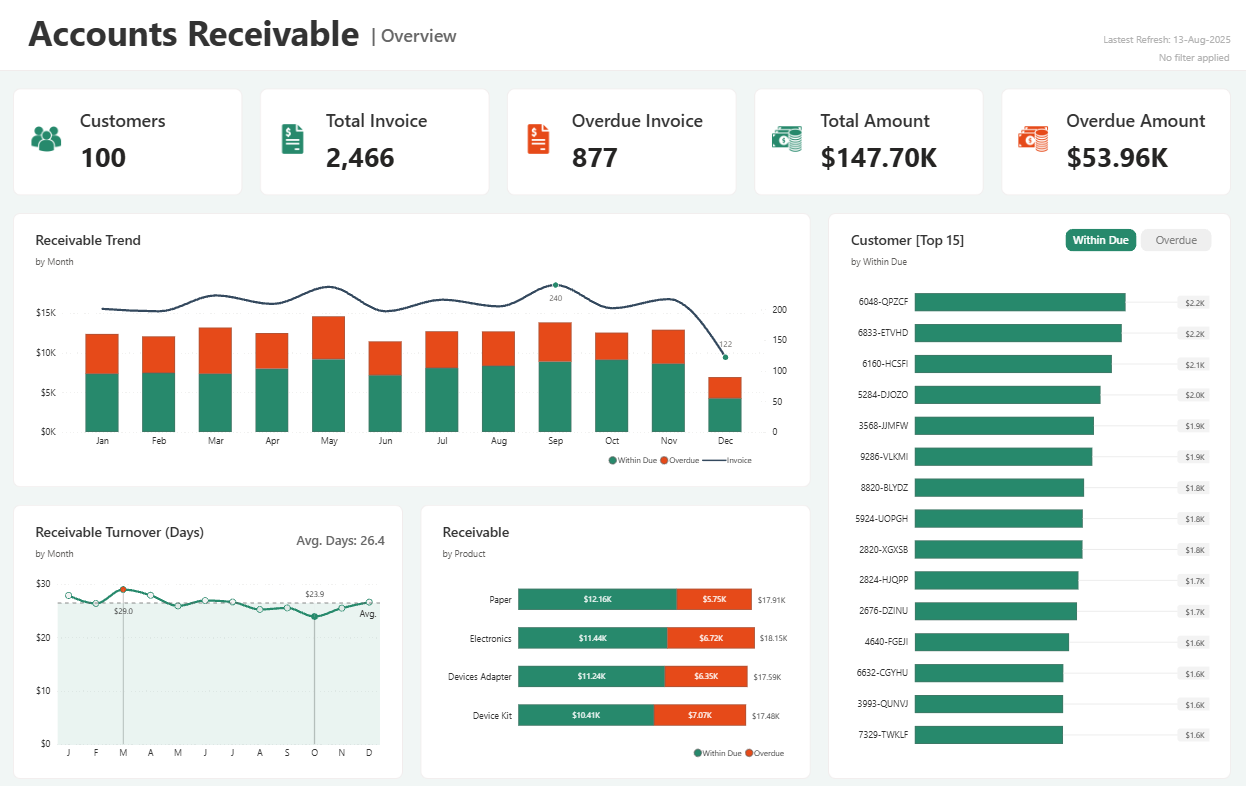 Accounts Receivable | Overview
Lastest Refresh: 13-Aug-2025
No filter applied
Customers
100
Total Invoice
2,466
Overdue Invoice
877
Total Amount
$147.70K
Overdue Amount
$53.96K
Receivable Trend
by Month
$15K
$10K
$5K
$0K
240
122
200
150
100
50
0
Jan Feb Mar Apr May Jun Jul Aug Sep Oct Nov Dec
Within Due Overdue Invoice
Customer [Top 15]
Within Due Overdue
by Within Due
6048-QPZCF $2.2K
6833-ETVHD $2.2K
6160-HCSFI $2.1K
5284-DJOZO $2.0K
3568-JJMFW $1.9K
9286-VLKMI $1.9K
8820-BLYDZ $1.8K
5924-UOPGH $1.8K
2820-XGXSB $1.8K
2824-HJQPP $1.7K
2676-DZINU $1.7K
4640-FGEJI $1.6K
6632-CGYHU $1.6K
3993-QUNVJ $1.6K
7329-TWKLF $1.6K
Receivable Turnover (Days)
by Month
Avg. Days: 26.4
$30
$20
$10
$0
$29.0
$23.9
Avg.
J F M A M J J A S O N D
Receivable
by Product
Paper $12.16K $5.75K $17.91K
Electronics $11.44K $6.72K $18.15K
Devices Adapter $11.24K $6.35K $17.59K
Device Kit $10.41K $7.07K $17.48K
Within Due Overdue